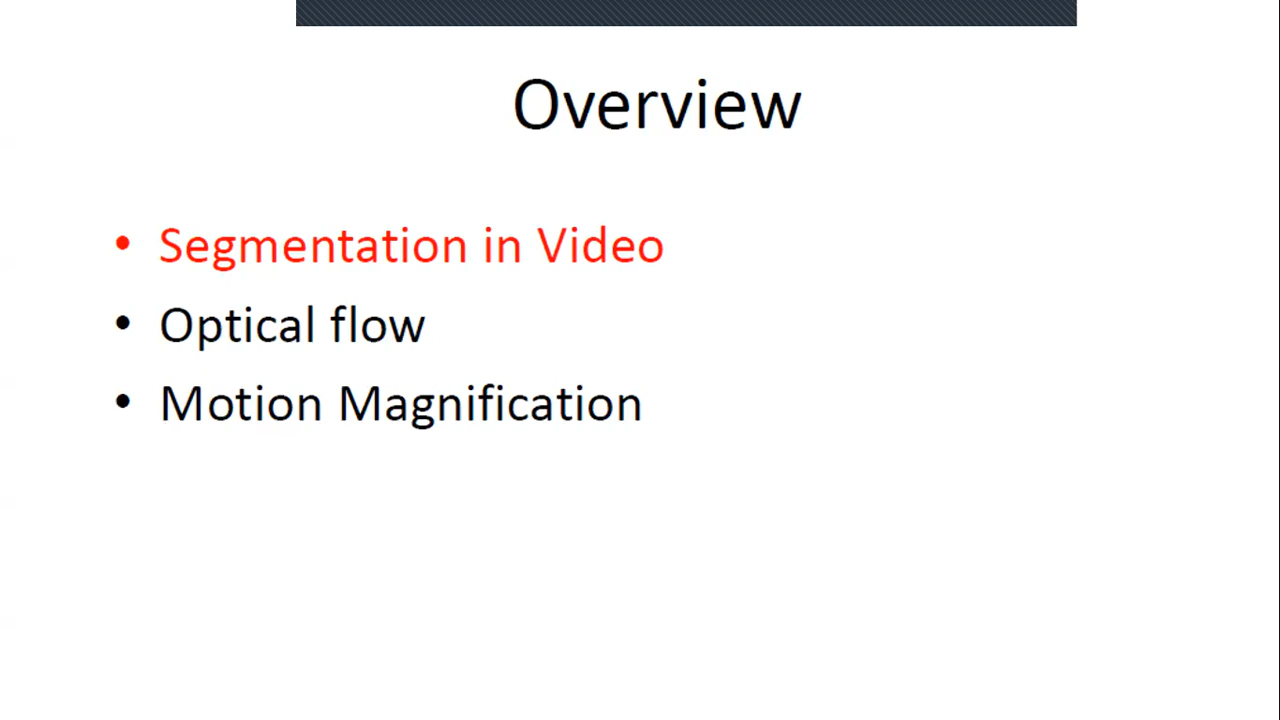 Overview
• Segmentation in Video
• Optical flow
• Motion Magnification